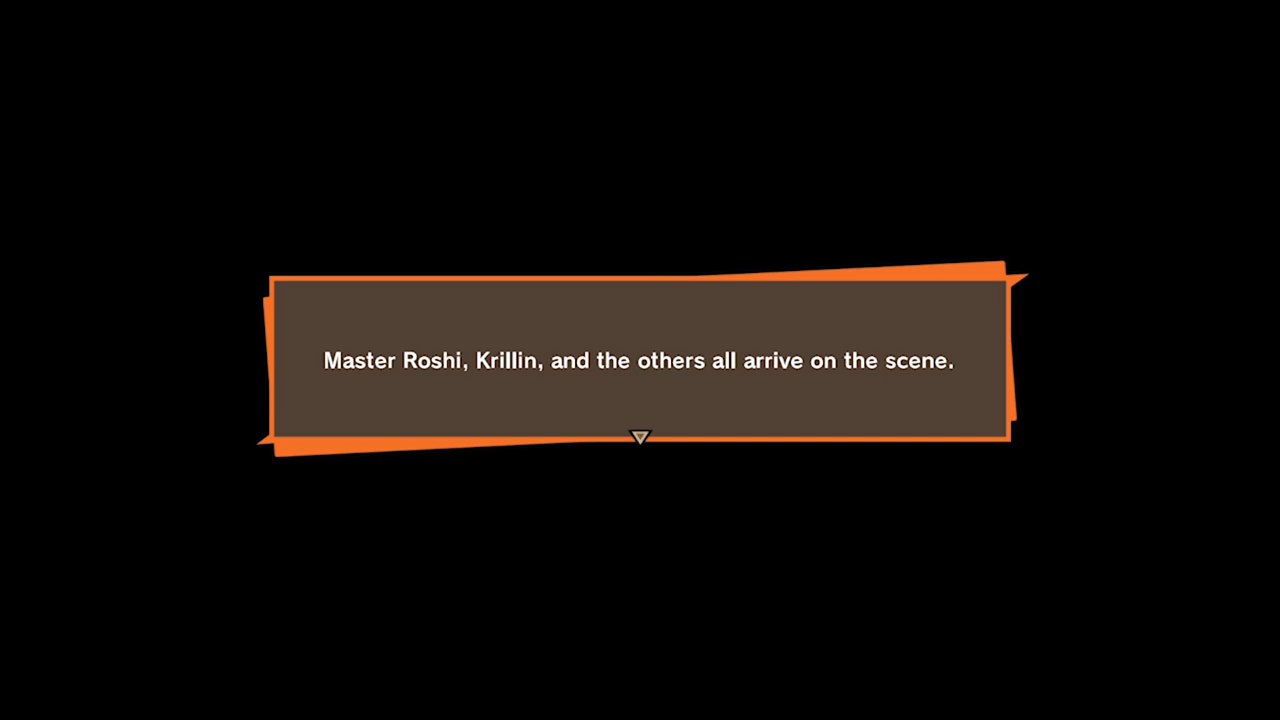 Master Roshi, Krillin, and the others all arrive on the scene.